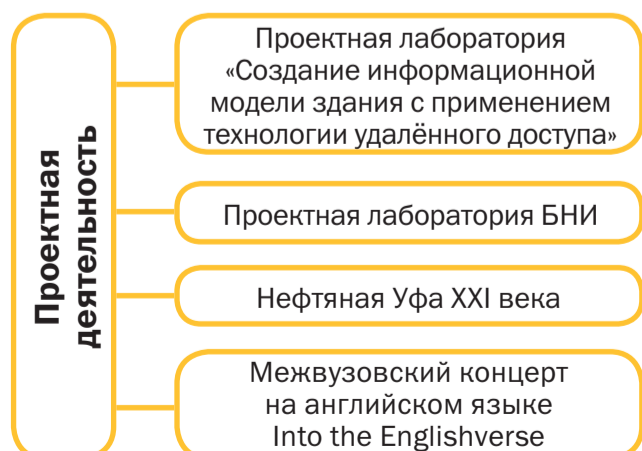 Проектная
деятельность
Проектная лаборатория
«Создание информационной
модели здания с применением
технологии удалённого доступа»
Проектная лаборатория БНИ
Нефтяная Уфа XXI века
Межвузовский концерт
на английском языке
Into the Englishverse